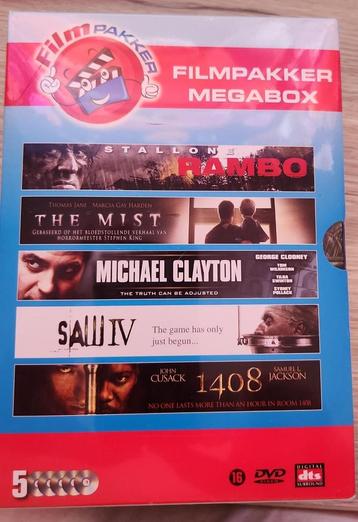 Film PAKKER
FILMPAKKER
MEGABOX
STALLONE
RAMBO
THOMAS JANE MARCIA GAY HARDEN
THE MIST
GEBASEERD OP HET BLOEDSTOLLENDE VERHAAL VAN
HORRORMEESTER STEPHEN KING
MICHAEL CLAYTON
THE TRUTH CAN BE ADJUSTED
GEORGE CLOONEY
TOM
WILKINSON
TILDA
SWINTON
SYDNEY
POLLACK
SAW IV
The game has only
just begun...
JOHN
CUSACK
1408
SAMUEL L.
JACKSON
NO ONE LASTS MORE THAN AN HOUR IN ROOM 1408
5
16
DVD
VIDEO
DIGITAL
dts
SURROUND